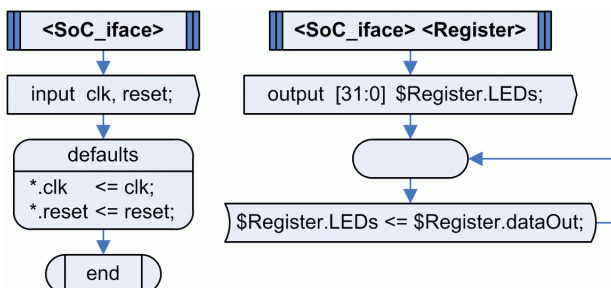 <SoC_iface>
input clk, reset;
defaults
*.clk <= clk;
*.reset <= reset;
end
<SoC_iface> <Register>
output [31:0] $Register.LEDs;
$Register.LEDs <= $Register.dataOut;